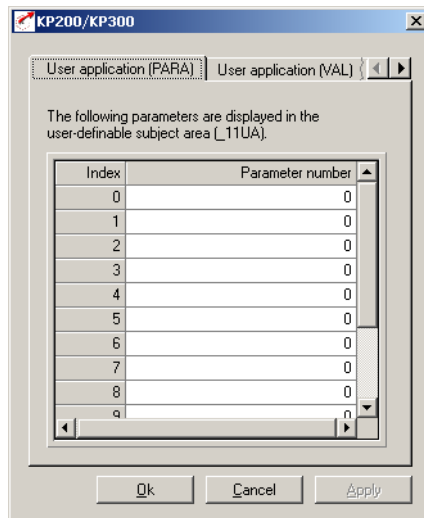 KP200/KP300
User application (PARA) User application (VAL)
The following parameters are displayed in the
user-definable subject area (_11UA).
Index Parameter number
0 0
1 0
2 0
3 0
4 0
5 0
6 0
7 0
8 0
9 0
Ok Cancel Apply